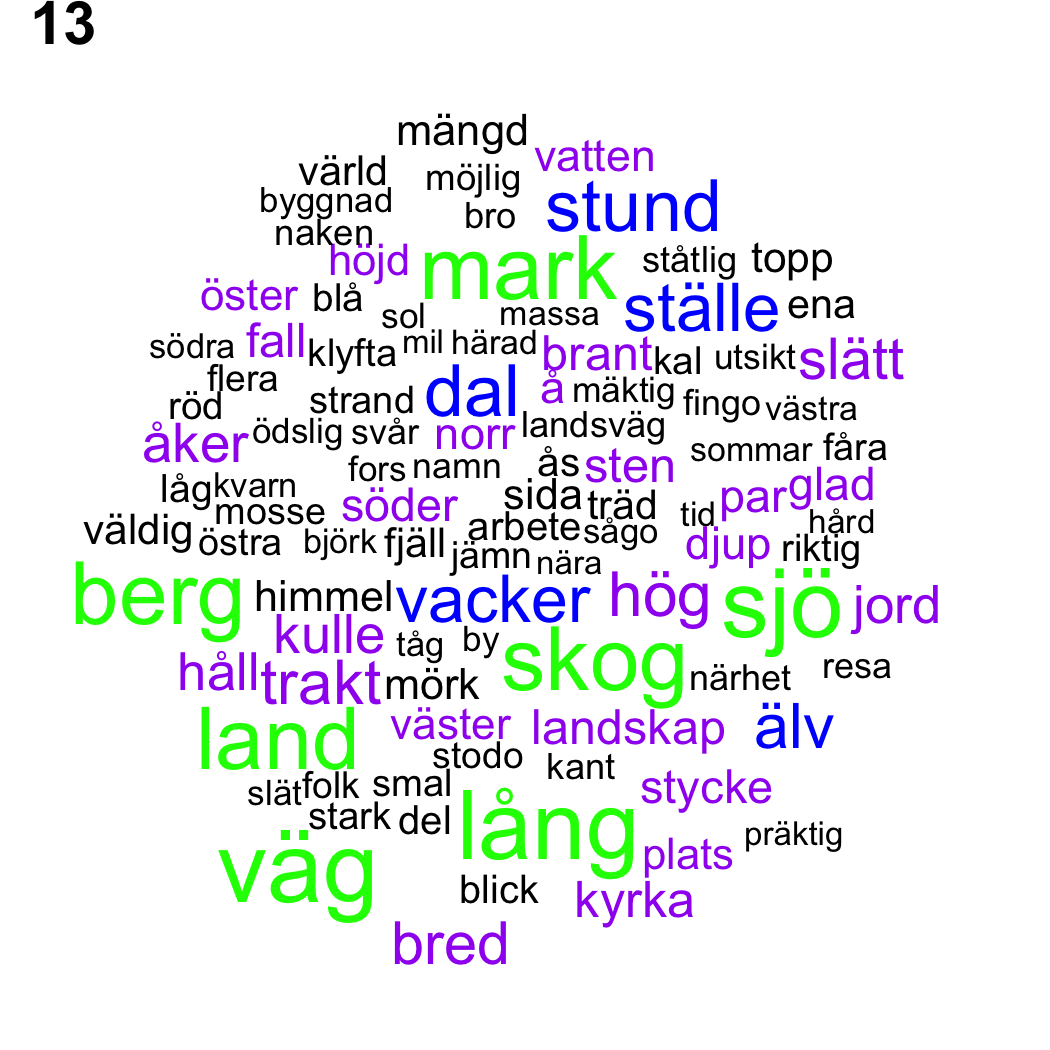 13
mängd
vatten
värld möjlig
byggnad bro stund
naken
höjd mark ståtlig topp
öster blå ställe ena
sol massa
södra fall klyfta mil härad brant kal utsikt slätt
flera dal å mäktig
röd strand fingo västra
åker ödslig svår norr landsväg
sommar fåra
fors namn ås sten
låg kvarn söder sida träd par glad
mosse tid
väldig östra björk fjäll arbete sågo djup hård
jämn nära riktig
berg himmel vacker hög sjö jord
kulle tåg by skog
håll trakt mörk närhet resa
land väster landskap älv
stodo kant
slät folk smal stycke
stark del lång präktig
väg plats
blick kyrka
bred